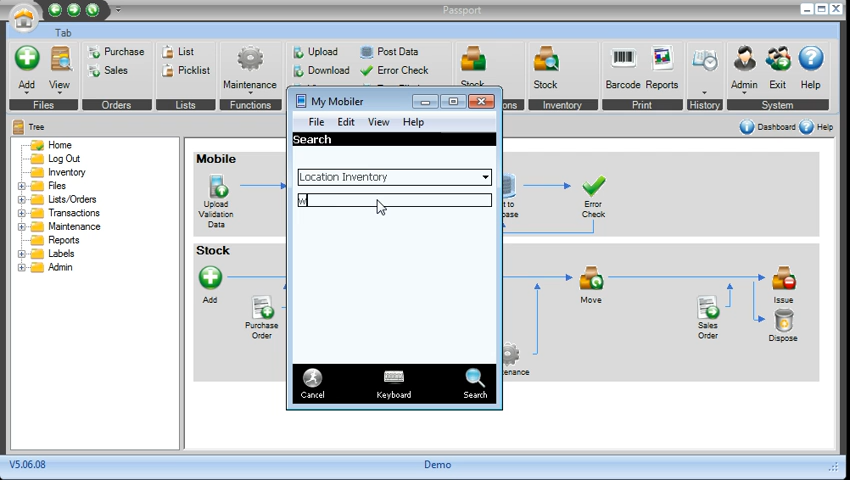 Passport
Tab
Add
View
Files
Purchase
Sales
Orders
List
Picklist
Lists
Maintenance
Functions
Upload
Download
Post Data
Error Check
Stock
Stock
Inventory
Barcode
Reports
Print
History
Admin
Exit
Help
System
Tree
Dashboard
Help
Home
Log Out
Inventory
Files
Lists/Orders
Transactions
Maintenance
Reports
Labels
Admin
My Mobiler
File Edit View Help
Search
Location Inventory
w
Cancel
Keyboard
Search
Mobile
Upload
Validation
Data
Error
Check
Stock
Add
Purchase
Order
Move
Sales
Order
Issue
Dispose
V5.06.08
Demo